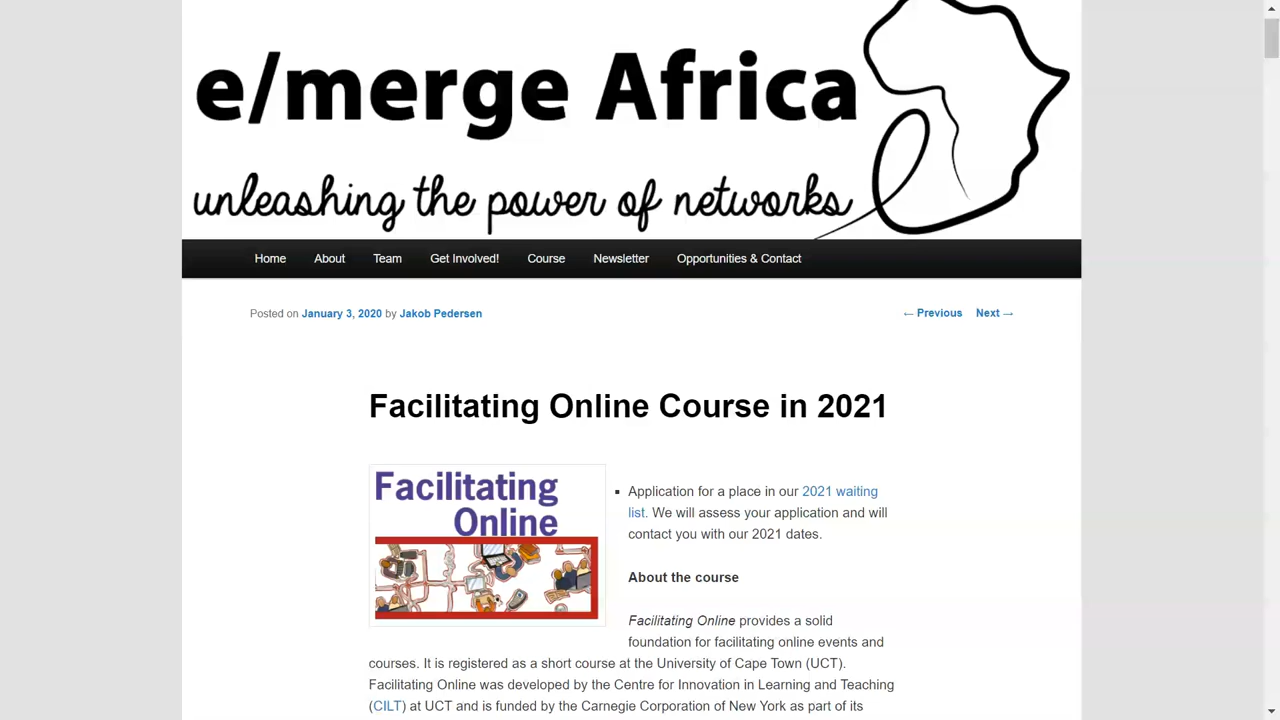 e/merge Africa
unleashing the power of networks
Home About Team Get Involved! Course Newsletter Opportunities & Contact
Posted on January 3, 2020 by Jakob Pedersen
← Previous Next →
Facilitating Online Course in 2021
Facilitating
Online
▪ Application for a place in our 2021 waiting
list. We will assess your application and will
contact you with our 2021 dates.
About the course
Facilitating Online provides a solid
foundation for facilitating online events and
courses. It is registered as a short course at the University of Cape Town (UCT).
Facilitating Online was developed by the Centre for Innovation in Learning and Teaching
(CILT) at UCT and is funded by the Carnegie Corporation of New York as part of its